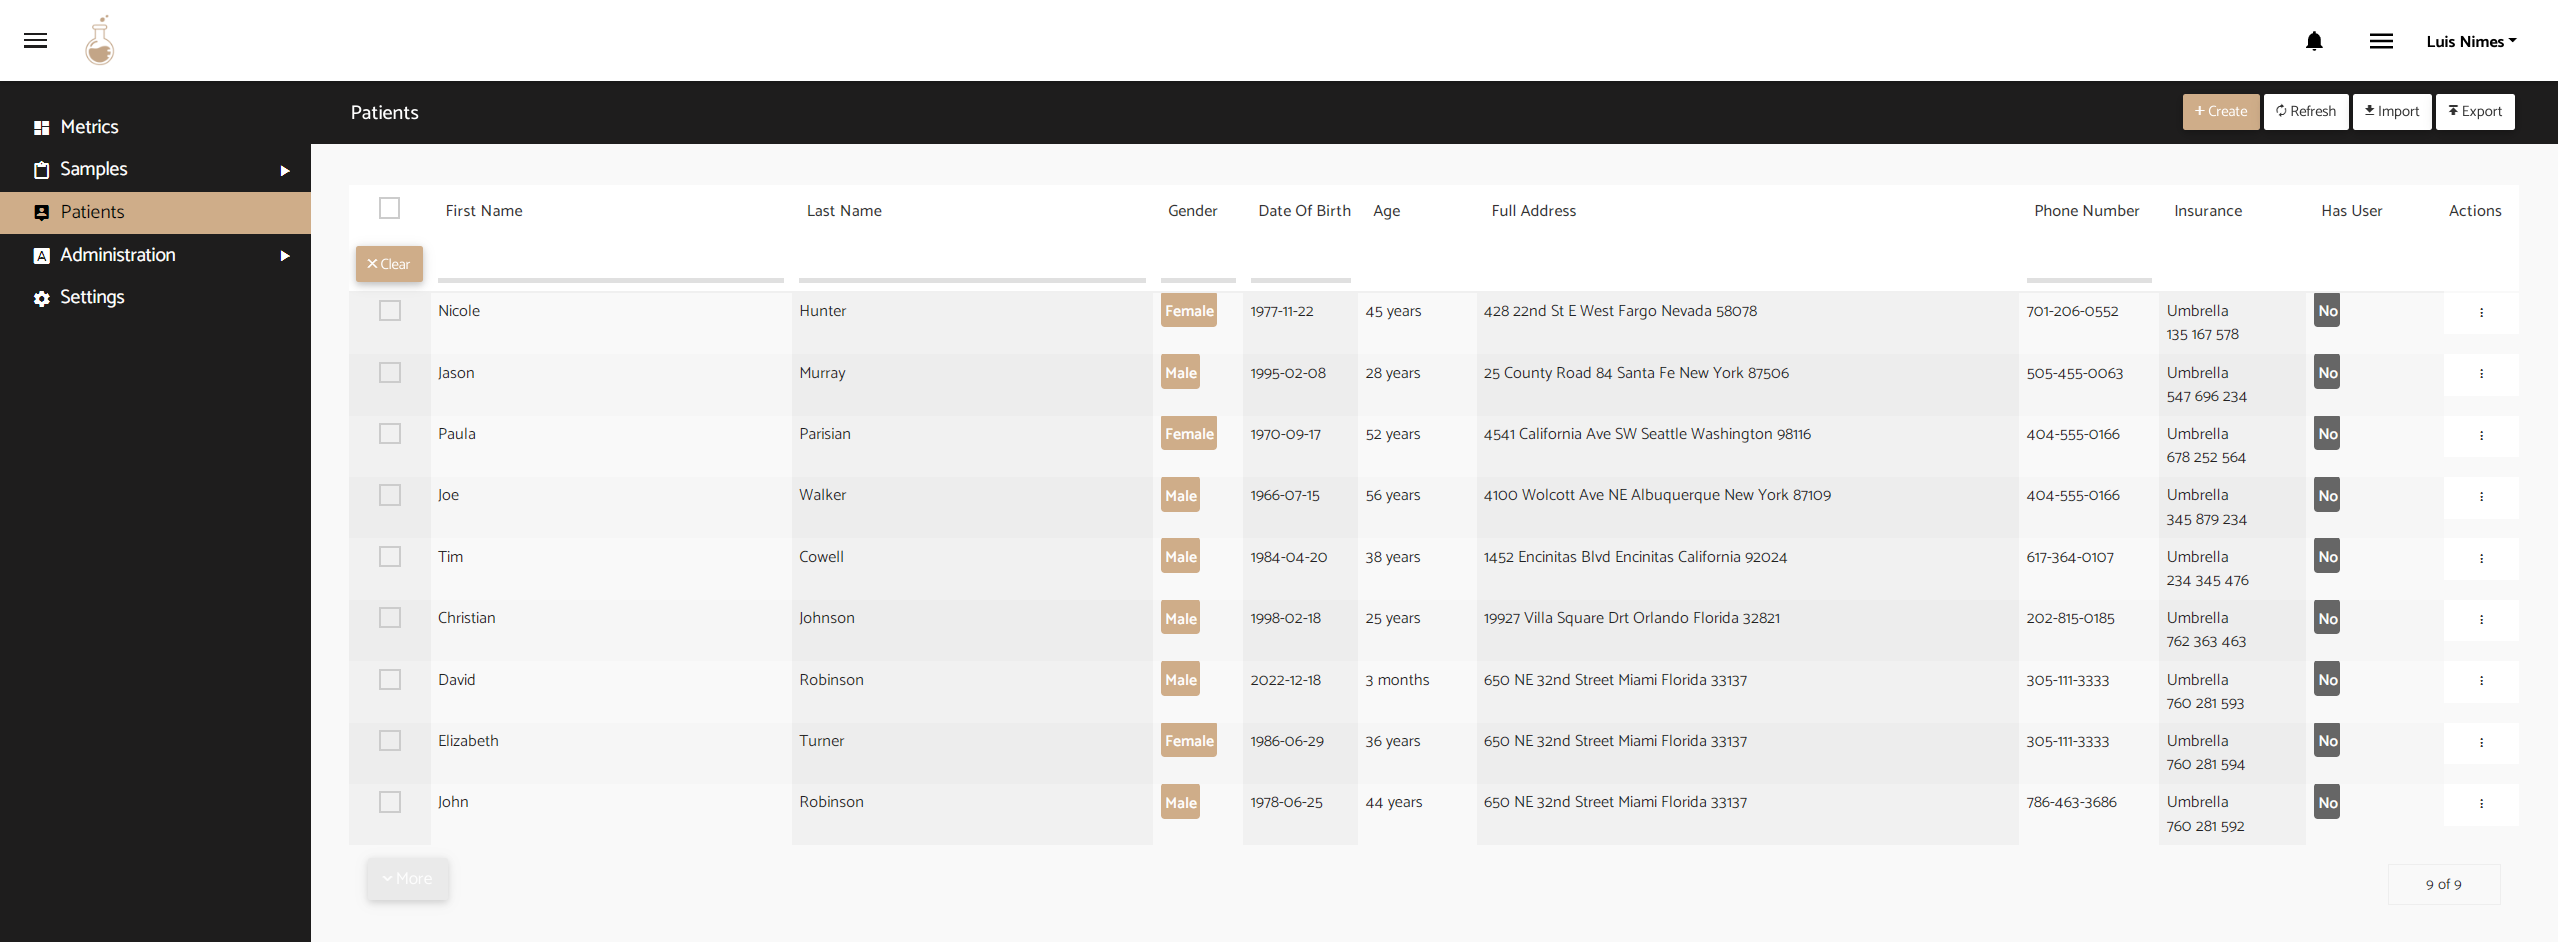 Luis Nimes
Metrics
Samples
Patients
Administration
Settings
Patients
Create Refresh Import Export
First Name Last Name Gender Date Of Birth Age Full Address Phone Number Insurance Has User Actions
Clear
Nicole Hunter Female 1977-11-22 45 years 428 22nd St E West Fargo Nevada 58078 701-206-0552 Umbrella No
135 167 578
Jason Murray Male 1995-02-08 28 years 25 County Road 84 Santa Fe New York 87506 505-455-0063 Umbrella No
547 696 234
Paula Parisian Female 1970-09-17 52 years 4541 California Ave SW Seattle Washington 98116 404-555-0166 Umbrella No
678 252 564
Joe Walker Male 1966-07-15 56 years 4100 Wolcott Ave NE Albuquerque New York 87109 404-555-0166 Umbrella No
345 879 234
Tim Cowell Male 1984-04-20 38 years 1452 Encinitas Blvd Encinitas California 92024 617-364-0107 Umbrella No
234 345 476
Christian Johnson Male 1998-02-18 25 years 19927 Villa Square Drt Orlando Florida 32821 202-815-0185 Umbrella No
762 363 463
David Robinson Male 2022-12-18 3 months 650 NE 32nd Street Miami Florida 33137 305-111-3333 Umbrella No
760 281 593
Elizabeth Turner Female 1986-06-29 36 years 650 NE 32nd Street Miami Florida 33137 305-111-3333 Umbrella No
760 281 594
John Robinson Male 1978-06-25 44 years 650 NE 32nd Street Miami Florida 33137 786-463-3686 Umbrella No
760 281 592
More
9 of 9